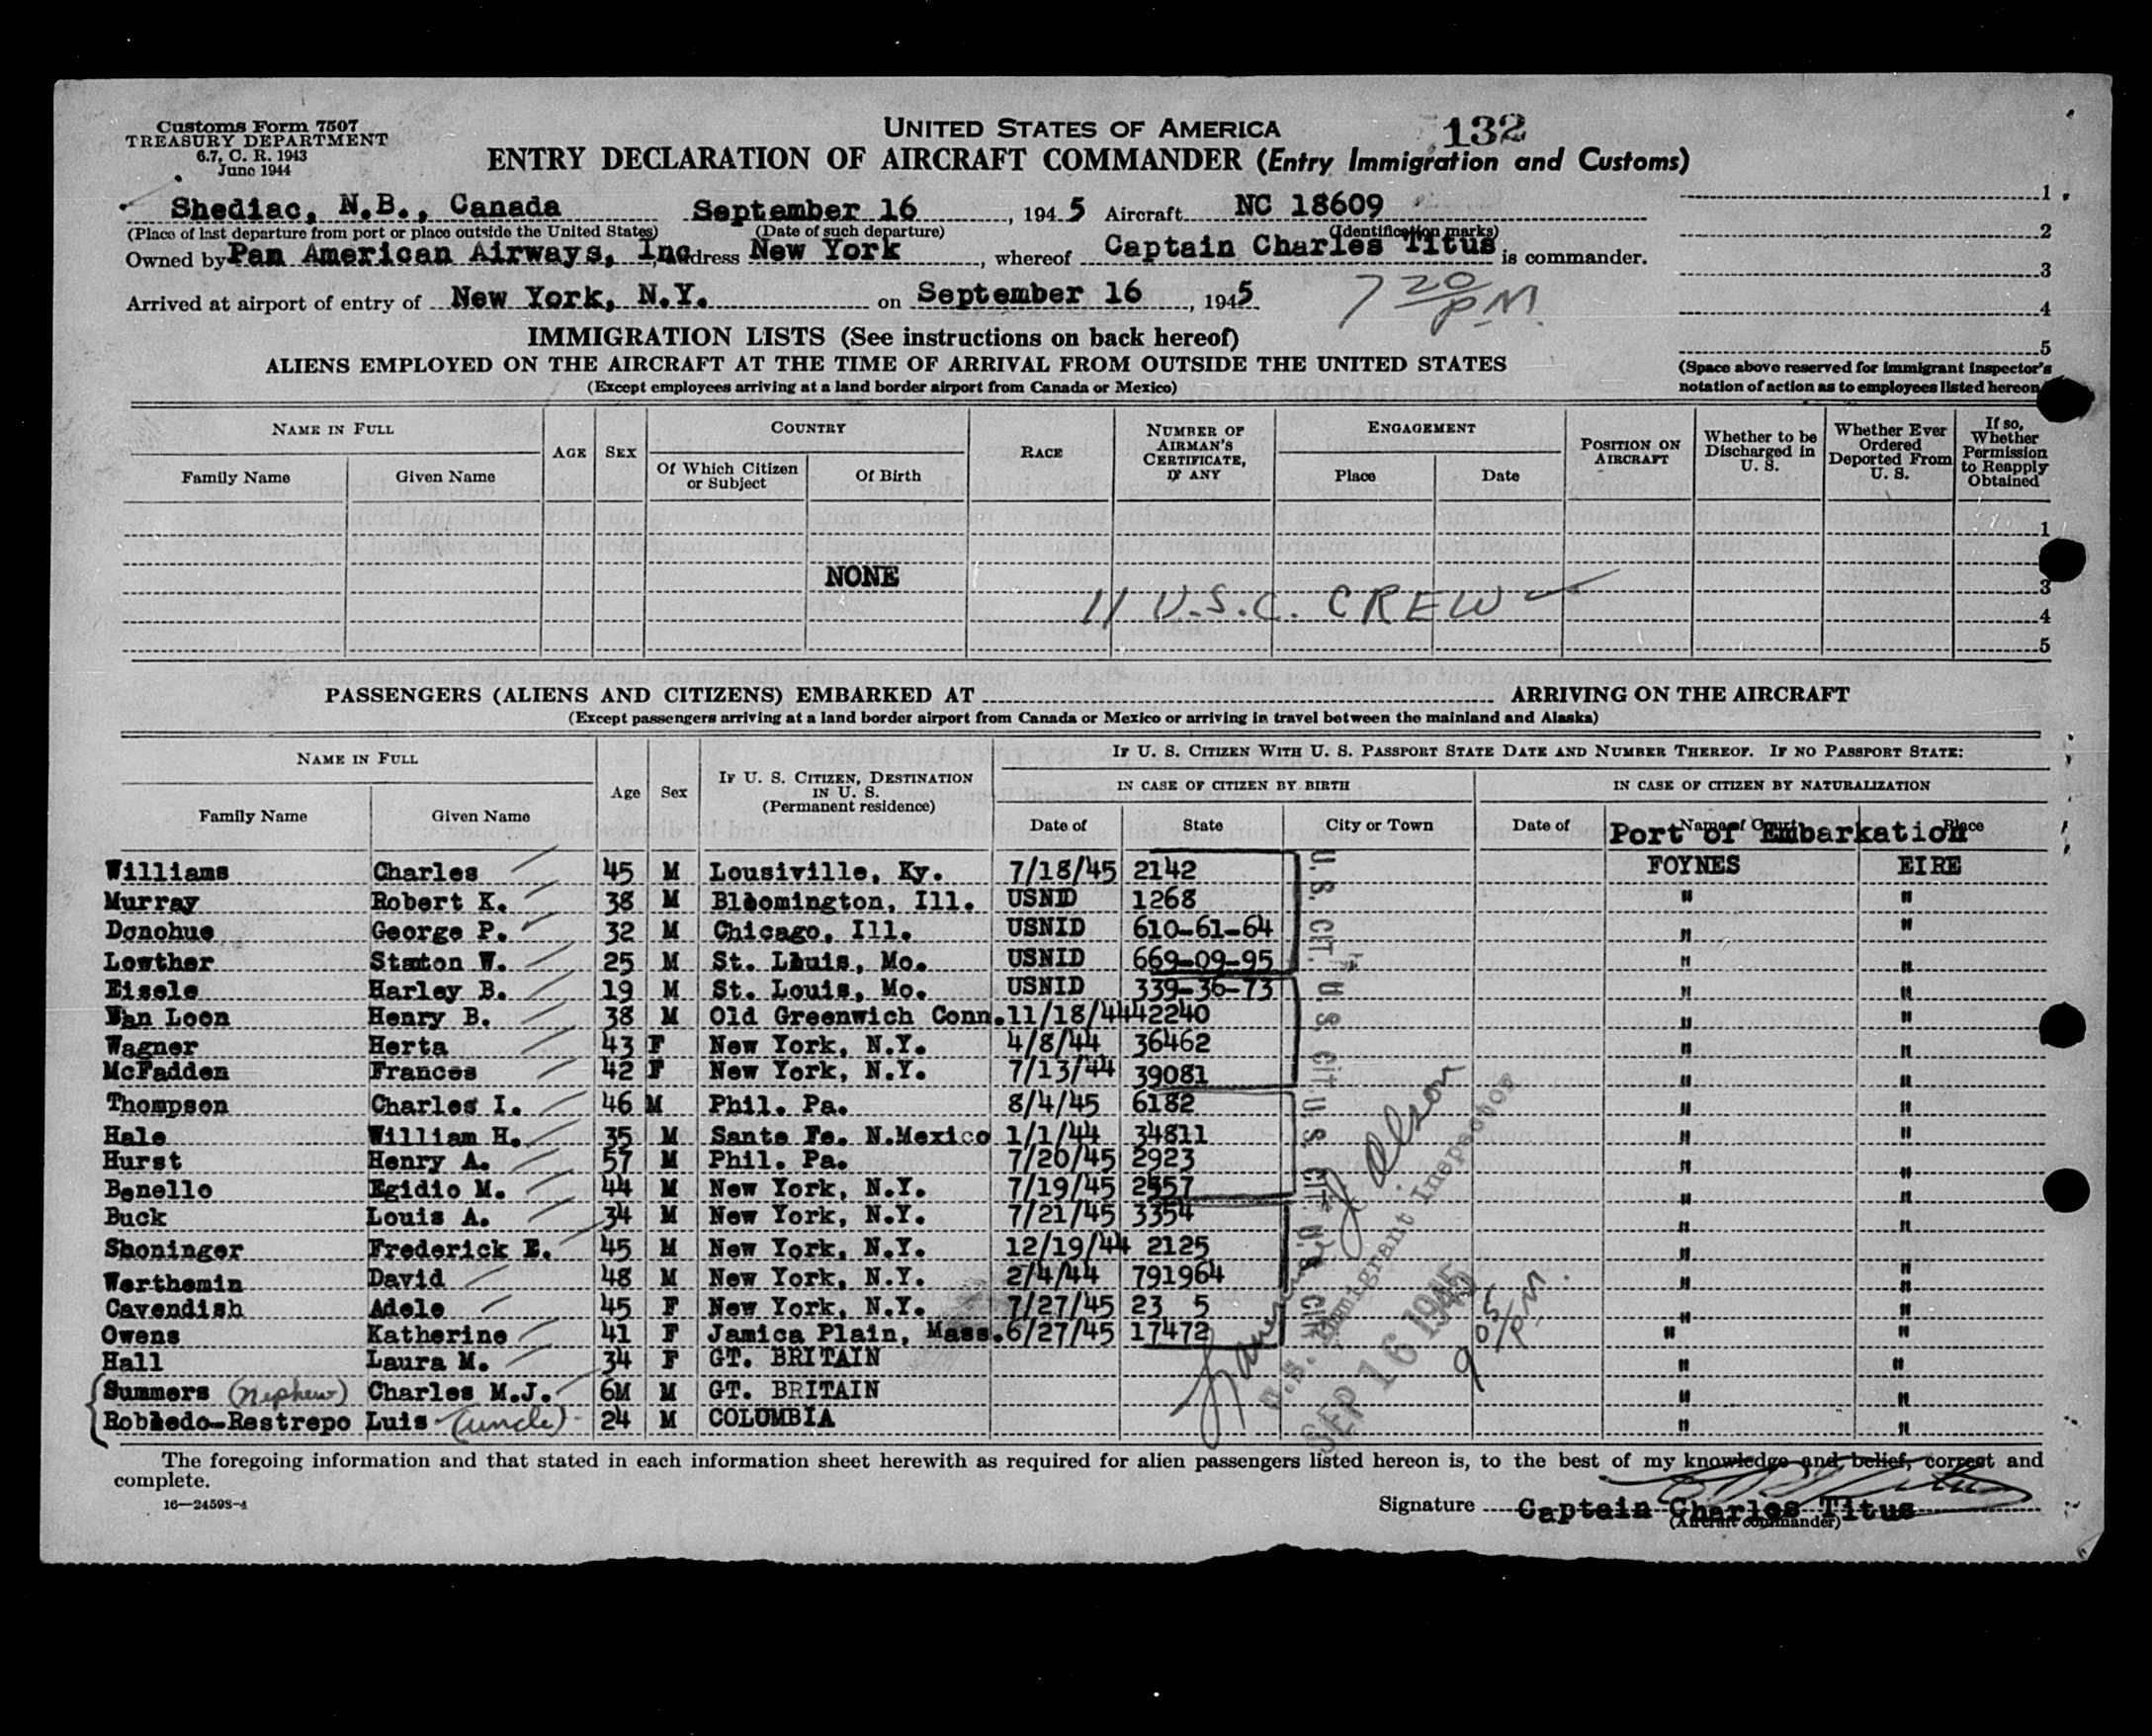 Customs Form 7507
TREASURY DEPARTMENT
6.7, C. R. 1943
June 1944
UNITED STATES OF AMERICA
132
ENTRY DECLARATION OF AIRCRAFT COMMANDER (Entry Immigration and Customs)
Shediac, N.B., Canada September 16, 1945 Aircraft NC 18609
(Place of last departure from port or place outside the United States) (Date of such departure) (Identification marks)
Owned by Pan American Airways, Inc Address New York, whereof Captain Charles Titus is commander.
Arrived at airport of entry of New York, N.Y. on September 16, 1945
7 20 PM
1
2
3
4
5
(Space above reserved for immigrant inspector's notation of action as to employees listed hereon
IMMIGRATION LISTS (See instructions on back hereof)
ALIENS EMPLOYED ON THE AIRCRAFT AT THE TIME OF ARRIVAL FROM OUTSIDE THE UNITED STATES
(Except employees arriving at a land border airport from Canada or Mexico)
NAME IN FULL
Family Name Given Name
AGE SEX
COUNTRY
Of Which Citizen or Subject Of Birth
RACE
NUMBER OF AIRMAN'S CERTIFICATE, IF ANY
ENGAGEMENT
Place Date
POSITION ON AIRCRAFT
Whether to be Discharged in U. S.
Whether Ever Ordered Deported From U. S.
If so, Whether Permission to Reapply Obtained
1
NONE
3
11 U.S.C. CREW
4
5
PASSENGERS (ALIENS AND CITIZENS) EMBARKED AT ARRIVING ON THE AIRCRAFT
(Except passengers arriving at a land border airport from Canada or Mexico or arriving in travel between the mainland and Alaska)
NAME IN FULL
Family Name Given Name
Age Sex
IF U. S. CITIZEN, DESTINATION IN U. S. (Permanent residence)
IF U. S. CITIZEN WITH U. S. PASSPORT STATE DATE AND NUMBER THEREOF. IF NO PASSPORT STATE:
IN CASE OF CITIZEN BY BIRTH IN CASE OF CITIZEN BY NATURALIZATION
Date of State City or Town Date of Name of Court Place
Port of Embarkation
Williams Charles 45 M Lousiville, Ky. 7/18/45 2142 FOYNES EIRE
Murray Robert K. 38 M Bloomington, Ill. USNID 1268 " "
Donohue George P. 32 M Chicago, Ill. USNID 610-61-64 " "
Lowther Staton W. 25 M St. Louis, Mo. USNID 669-09-95 " "
Eisele Harley B. 19 M St. Louis, Mo. USNID 339-36-73 " "
Van Loon Henry B. 38 M Old Greenwich Conn. 11/18/44 42240 " "
Wagner Herta 43 F New York, N.Y. 4/8/44 36462 " "
McFadden Frances 42 F New York, N.Y. 7/13/44 39081 " "
Thompson Charles I. 46 M Phil. Pa. 8/4/45 6182 " "
Hale William H. 35 M Sante Fe. N.Mexico 1/1/44 34811 " "
Hurst Henry A. 57 M Phil. Pa. 7/20/45 2923 " "
Benello Egidio M. 44 M New York, N.Y. 7/19/45 2557 " "
Buck Louis A. 34 M New York, N.Y. 7/21/45 3354 " "
Shoninger Frederick E. 45 M New York, N.Y. 12/19/44 2125 " "
Werthemin David 48 M New York, N.Y. 2/4/44 791964 " "
Cavendish Adele 45 F New York, N.Y. 7/27/45 23 5 " "
Owens Katherine 41 F Jamica Plain, Mass. 6/27/45 17472 " "
Hall Laura M. 34 F GT. BRITAIN " "
Summers (nephew) Charles M.J. 6M M GT. BRITAIN " "
Robledo-Restrepo Luis (uncle) 24 M COLUMBIA " "
U. S. CIT.
U. S. CIT.
U. S. CIT.
U. S. CIT.
Olson
U.S. Immigrant Inspector
SEP 16 1945
9 05 PM
The foregoing information and that stated in each information sheet herewith as required for alien passengers listed hereon is, to the best of my knowledge and belief, correct and
complete.
16—24598-4
Signature Captain Charles Titus
(Aircraft commander)